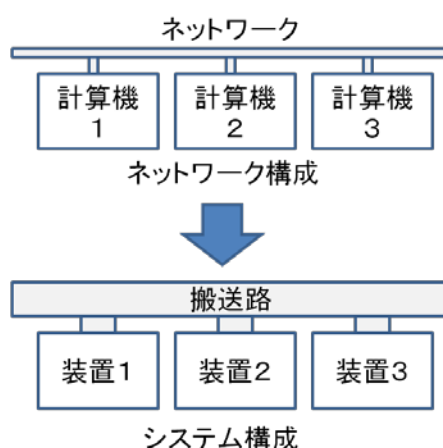 ネットワーク
計算機
1
計算機
2
計算機
3
ネットワーク構成
搬送路
装置1
装置2
装置3
システム構成